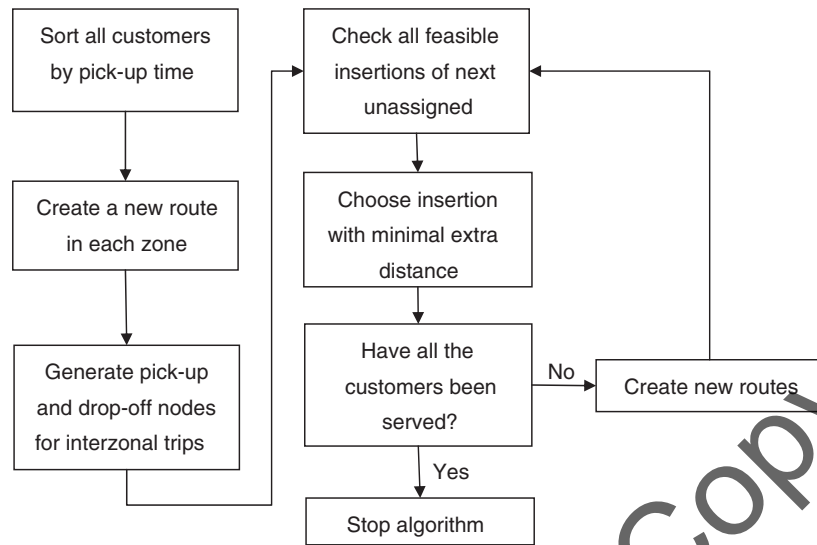 Sort all customers
by pick-up time
Create a new route
in each zone
Generate pick-up
and drop-off nodes
for interzonal trips
Check all feasible
insertions of next
unassigned
Choose insertion
with minimal extra
distance
Have all the
customers been
served?
No
Create new routes
Yes
Stop algorithm
Copy